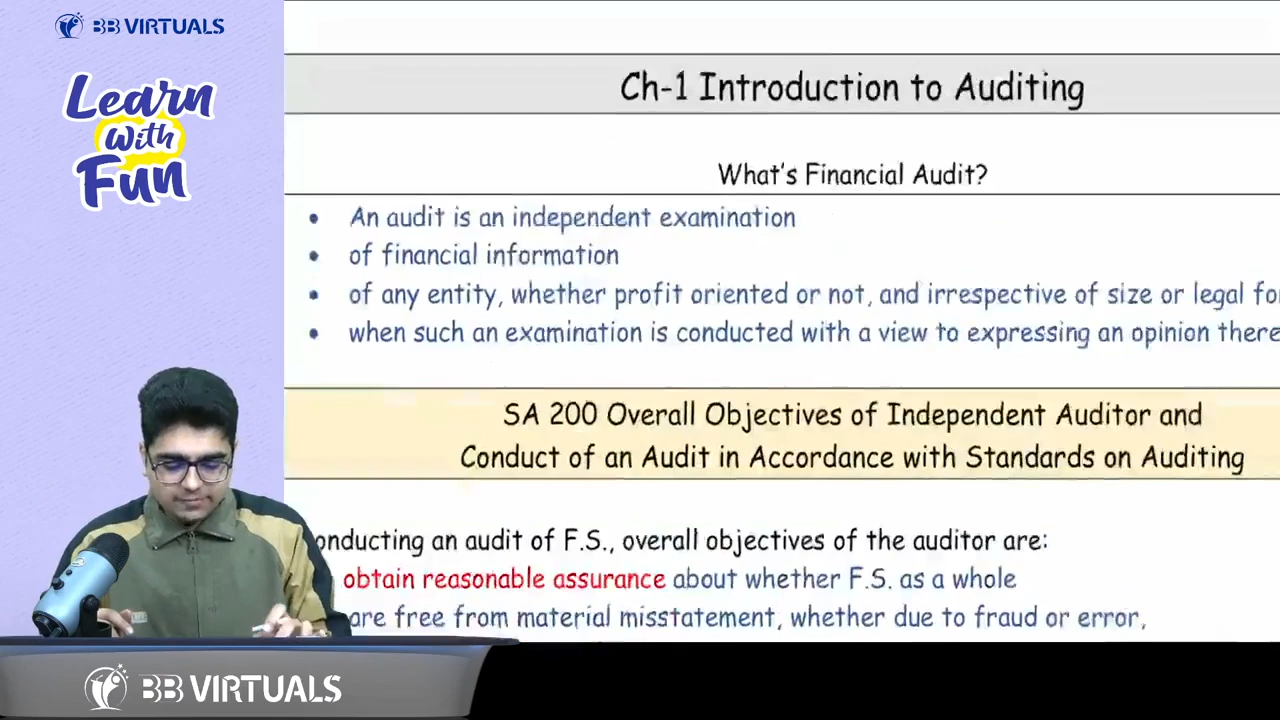 BB VIRTUALS
Learn
With
Fun
Ch-1 Introduction to Auditing
What's Financial Audit?
• An audit is an independent examination
• of financial information
• of any entity, whether profit oriented or not, and irrespective of size or legal
• when such an examination is conducted with a view to expressing an opinion
SA 200 Overall Objectives of Independent Auditor and
Conduct of an Audit in Accordance with Standards on Auditing
onducting an audit of F.S., overall objectives of the auditor are:
obtain reasonable assurance about whether F.S. as a whole
are free from material misstatement, whether due to fraud or error,
BB VIRTUALS